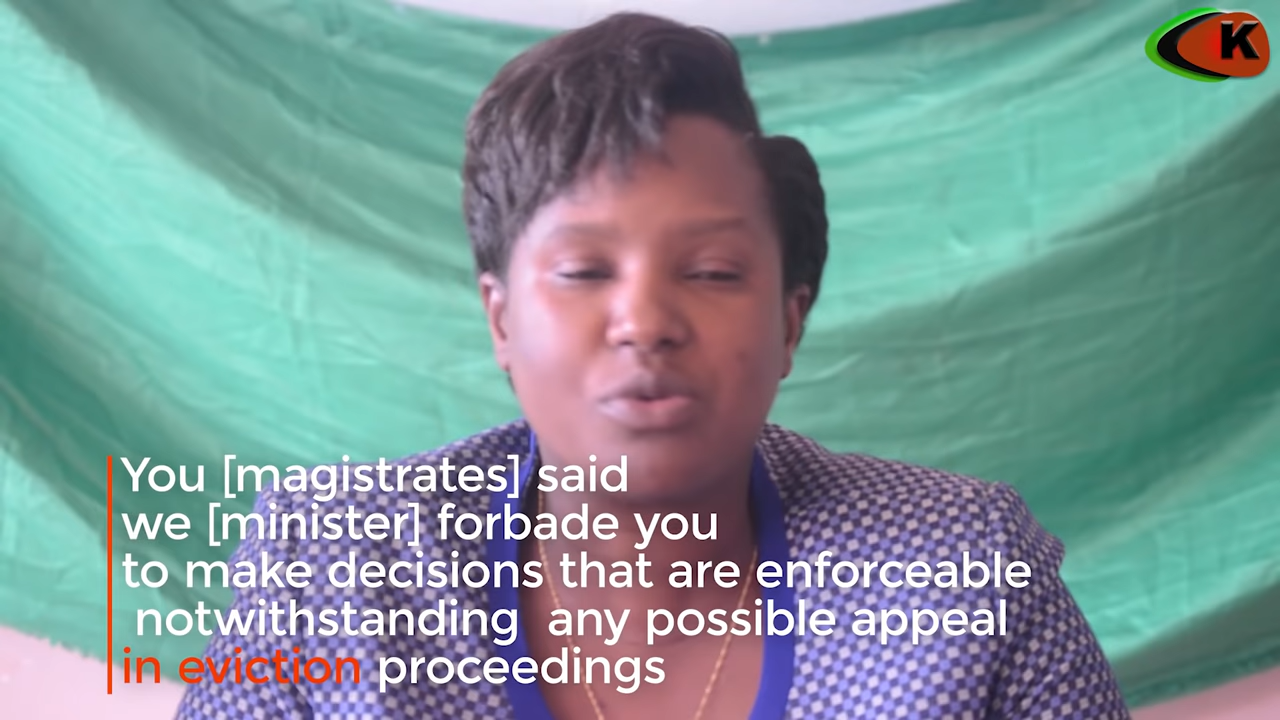 K
You [magistrates] said
we [minister] forbade you
to make decisions that are enforceable
notwithstanding any possible appeal
in eviction proceedings